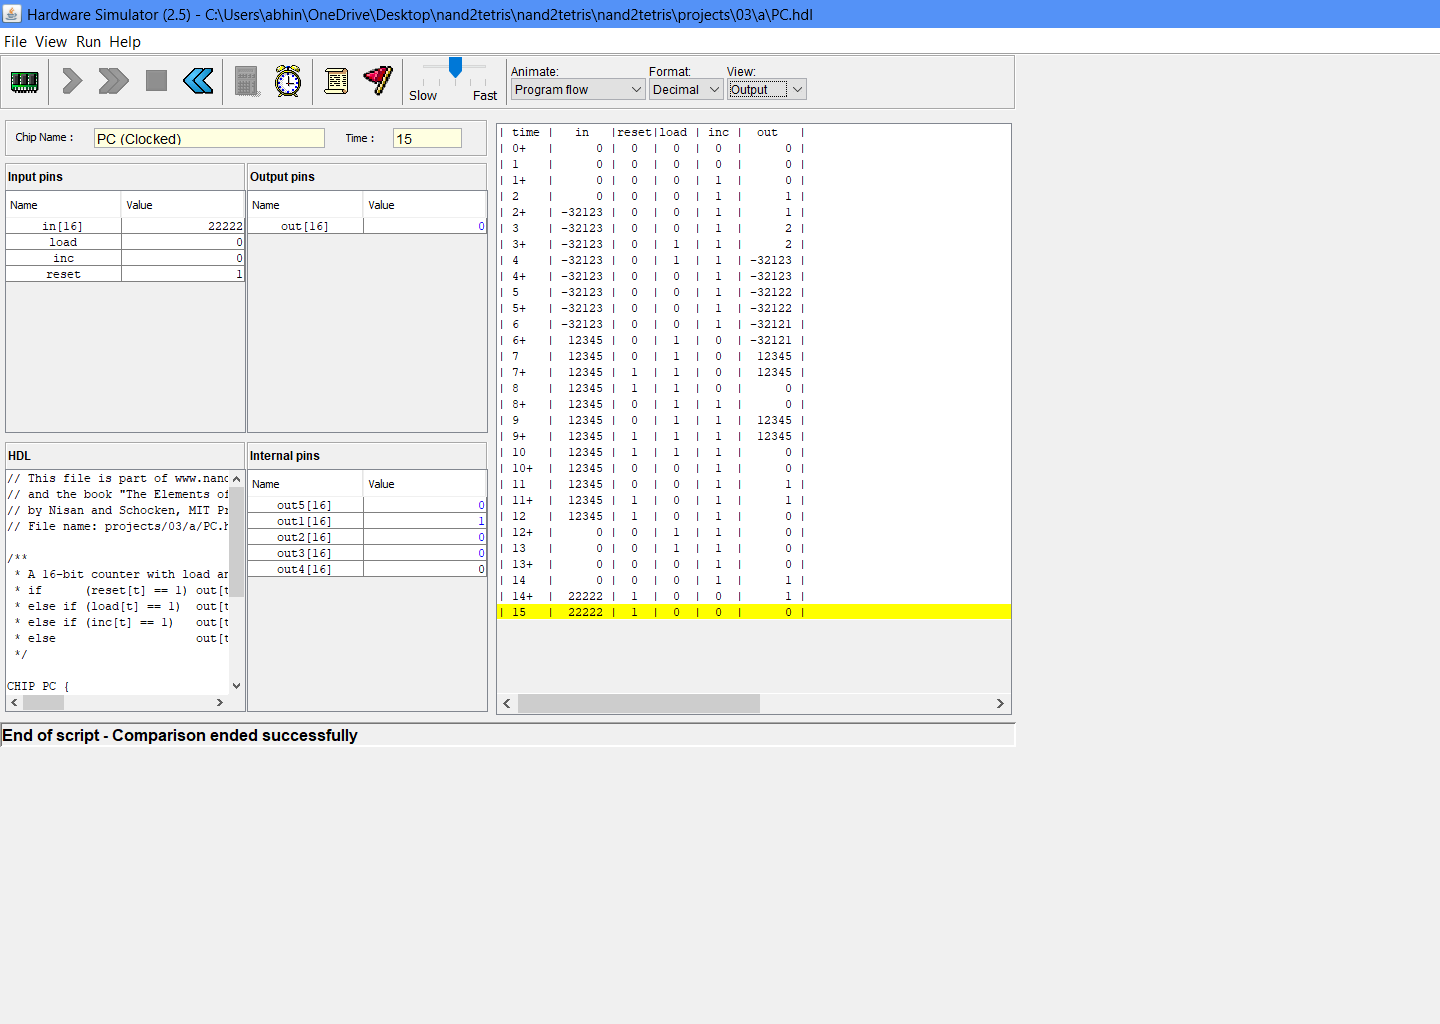 Hardware Simulator (2.5) - C:\Users\abhin\OneDrive\Desktop\nand2tetris\nand2tetris\nand2tetris\projects\03\a\PC.hdl
File View Run Help
Slow Fast
Animate: Format: View:
Program flow Decimal Output
Chip Name : PC (Clocked) Time : 15
Input pins
Name Value
in[16] 22222
load 0
inc 0
reset 1
Output pins
Name Value
out[16] 0
HDL
// This file is part of www.nand
// and the book "The Elements of
// by Nisan and Schocken, MIT Pr
// File name: projects/03/a/PC.h
/**
* A 16-bit counter with load an
* if (reset[t] == 1) out[t
* else if (load[t] == 1) out[t
* else if (inc[t] == 1) out[t
* else out[t
*/
CHIP PC {
Internal pins
Name Value
out5[16] 0
out1[16] 1
out2[16] 0
out3[16] 0
out4[16] 0
| time | in |reset|load | inc | out |
| 0+ | 0 | 0 | 0 | 0 | 0 |
| 1 | 0 | 0 | 0 | 0 | 0 |
| 1+ | 0 | 0 | 0 | 1 | 0 |
| 2 | 0 | 0 | 0 | 1 | 1 |
| 2+ | -32123 | 0 | 0 | 1 | 1 |
| 3 | -32123 | 0 | 0 | 1 | 2 |
| 3+ | -32123 | 0 | 1 | 1 | 2 |
| 4 | -32123 | 0 | 1 | 1 | -32123 |
| 4+ | -32123 | 0 | 0 | 1 | -32123 |
| 5 | -32123 | 0 | 0 | 1 | -32122 |
| 5+ | -32123 | 0 | 0 | 1 | -32122 |
| 6 | -32123 | 0 | 0 | 1 | -32121 |
| 6+ | 12345 | 0 | 1 | 0 | -32121 |
| 7 | 12345 | 0 | 1 | 0 | 12345 |
| 7+ | 12345 | 1 | 1 | 0 | 12345 |
| 8 | 12345 | 1 | 1 | 0 | 0 |
| 8+ | 12345 | 0 | 1 | 1 | 0 |
| 9 | 12345 | 0 | 1 | 1 | 12345 |
| 9+ | 12345 | 1 | 1 | 1 | 12345 |
| 10 | 12345 | 1 | 1 | 1 | 0 |
| 10+ | 12345 | 0 | 0 | 1 | 0 |
| 11 | 12345 | 0 | 0 | 1 | 1 |
| 11+ | 12345 | 1 | 0 | 1 | 1 |
| 12 | 12345 | 1 | 0 | 1 | 0 |
| 12+ | 0 | 0 | 1 | 1 | 0 |
| 13 | 0 | 0 | 1 | 1 | 0 |
| 13+ | 0 | 0 | 0 | 1 | 0 |
| 14 | 0 | 0 | 0 | 1 | 1 |
| 14+ | 22222 | 1 | 0 | 0 | 1 |
| 15 | 22222 | 1 | 0 | 0 | 0 |
End of script - Comparison ended successfully